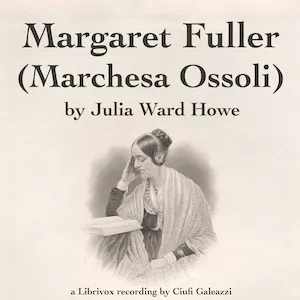 Margaret Fuller
(Marchesa Ossoli)
by Julia Ward Howe
a Librivox recording by Ciufi Galeazzi